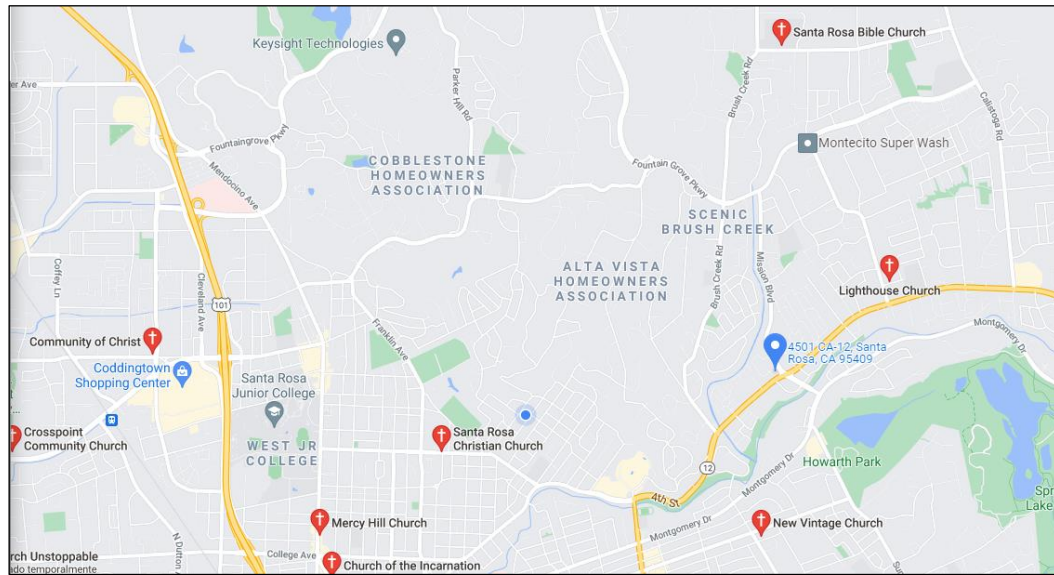 Santa Rosa Bible Church
Keysight Technologies
Parker Hill Rd
Brush Creek Rd
Calistoga Rd
er Ave
Fountaingrove Pkwy
Montecito Super Wash
Mendocino Ave
COBBLESTONE
HOMEOWNERS
ASSOCIATION
Fountain Grove Pkwy
SCENIC
BRUSH CREEK
Coffey Ln
Cleveland Ave
ALTA VISTA
HOMEOWNERS
ASSOCIATION
Brush Creek Rd
Mission Blvd
Lighthouse Church
101
Franklin Ave
Community of Christ
Coddingtown
Shopping Center
4501 CA-12, Santa
Rosa, CA 95409
Montgomery Dr
Santa Rosa
Junior College
Crosspoint
Community Church
WEST JR
COLLEGE
Santa Rosa
Christian Church
Howarth Park
12
4th St
Montgomery Dr
Spr
Lake
Mercy Hill Church
Montgomery Dr
New Vintage Church
N Dutton A
College Ave
rch Unstoppable
ado temporalmente
Church of the Incarnation